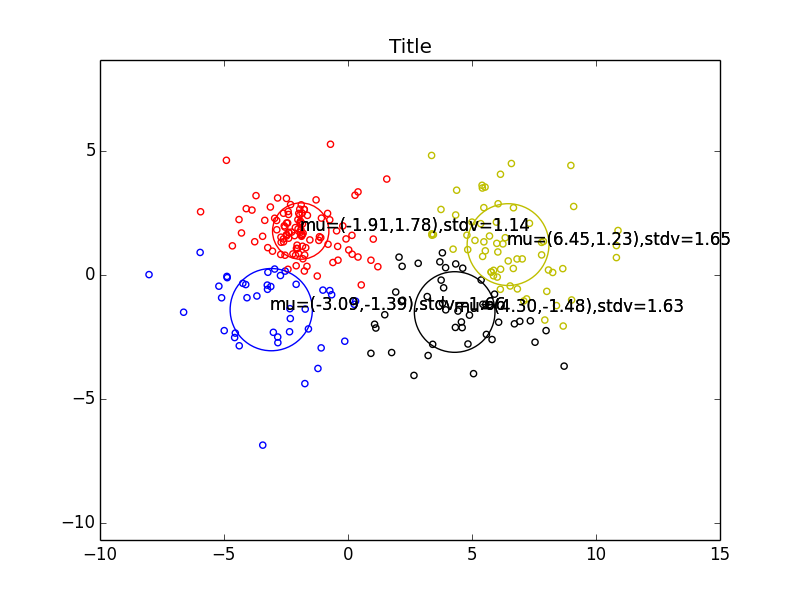 Title
5
mu=(-1.91,1.78),stdv=1.14
mu=(6.45,1.23),stdv=1.65
0
mu=(-3.09,-1.39),stdv=1.66
mu=(4.30,-1.48),stdv=1.63
−5
−10
−10 −5 0 5 10 15